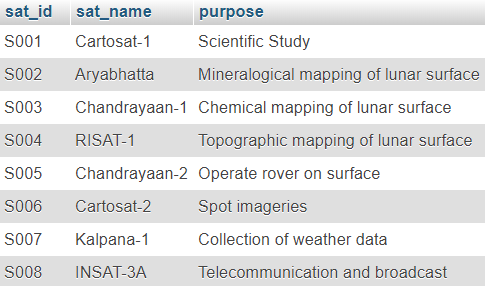 sat_id sat_name purpose
S001 Cartosat-1 Scientific Study
S002 Aryabhatta Mineralogical mapping of lunar surface
S003 Chandrayaan-1 Chemical mapping of lunar surface
S004 RISAT-1 Topographic mapping of lunar surface
S005 Chandrayaan-2 Operate rover on surface
S006 Cartosat-2 Spot imageries
S007 Kalpana-1 Collection of weather data
S008 INSAT-3A Telecommunication and broadcast